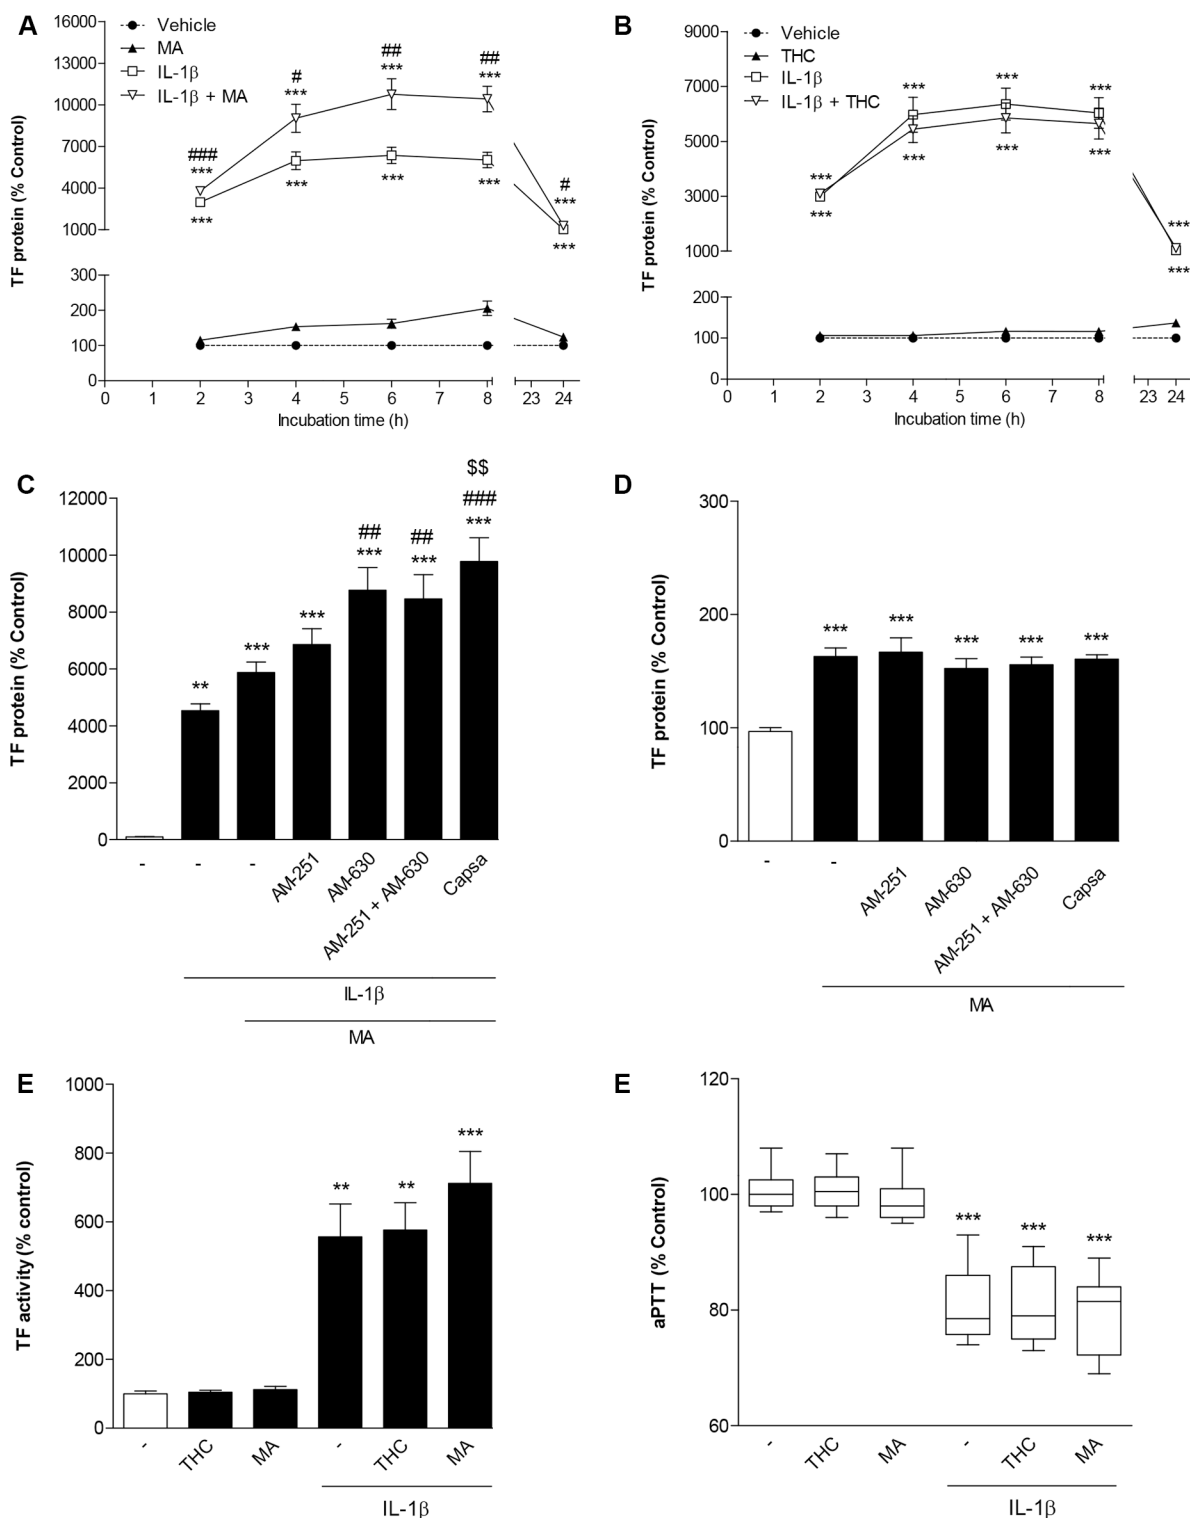 A
16000
13000
10000
7000
4000
1000
300
200
100
0
TF protein (% Control)
Vehicle
MA
IL-1β
IL-1β + MA
###
***
***
#
***
***
##
***
***
##
***
***
#
***
***
0 1 2 3 4 5 6 7 8 23 24
Incubation time (h)
B
9000
7000
5000
3000
1000
200
100
0
TF protein (% Control)
Vehicle
THC
IL-1β
IL-1β + THC
***
***
***
***
***
***
***
***
***
***
0 1 2 3 4 5 6 7 8 23 24
Incubation time (h)
C
12000
10000
8000
6000
4000
2000
0
TF protein (% Control)
**
***
***
##
***
##
***
$$
###
***
- - - AM-251 AM-630 AM-251 + AM-630 Capsa
IL-1β
MA
D
300
200
100
0
TF protein (% Control)
*** *** *** *** ***
- - AM-251 AM-630 AM-251 + AM-630 Capsa
MA
E
1000
800
600
400
200
0
TF activity (% control)
** ** ***
- THC MA - THC MA
IL-1β
E
120
100
80
60
aPTT (% Control)
*** *** ***
- THC MA - THC MA
IL-1β